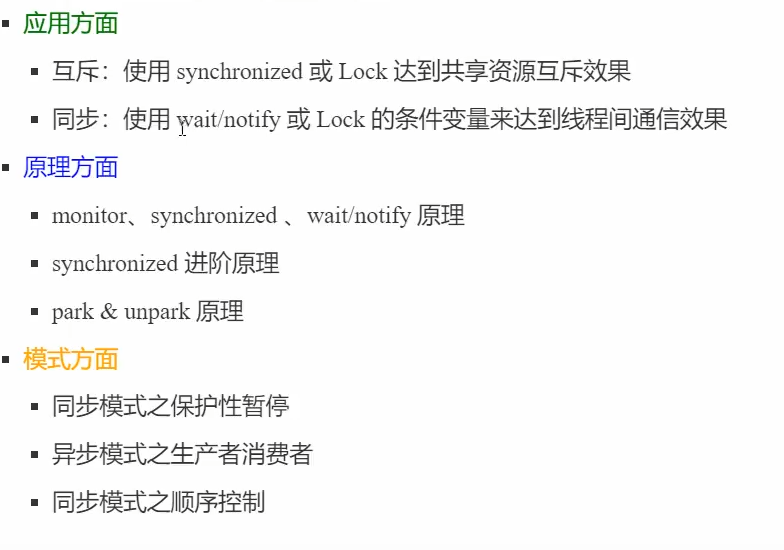 应用方面
互斥：使用 synchronized 或 Lock 达到共享资源互斥效果
同步：使用 wait/notify 或 Lock 的条件变量来达到线程间通信效果
原理方面
monitor、synchronized 、wait/notify 原理
synchronized 进阶原理
park & unpark 原理
模式方面
同步模式之保护性暂停
异步模式之生产者消费者
同步模式之顺序控制